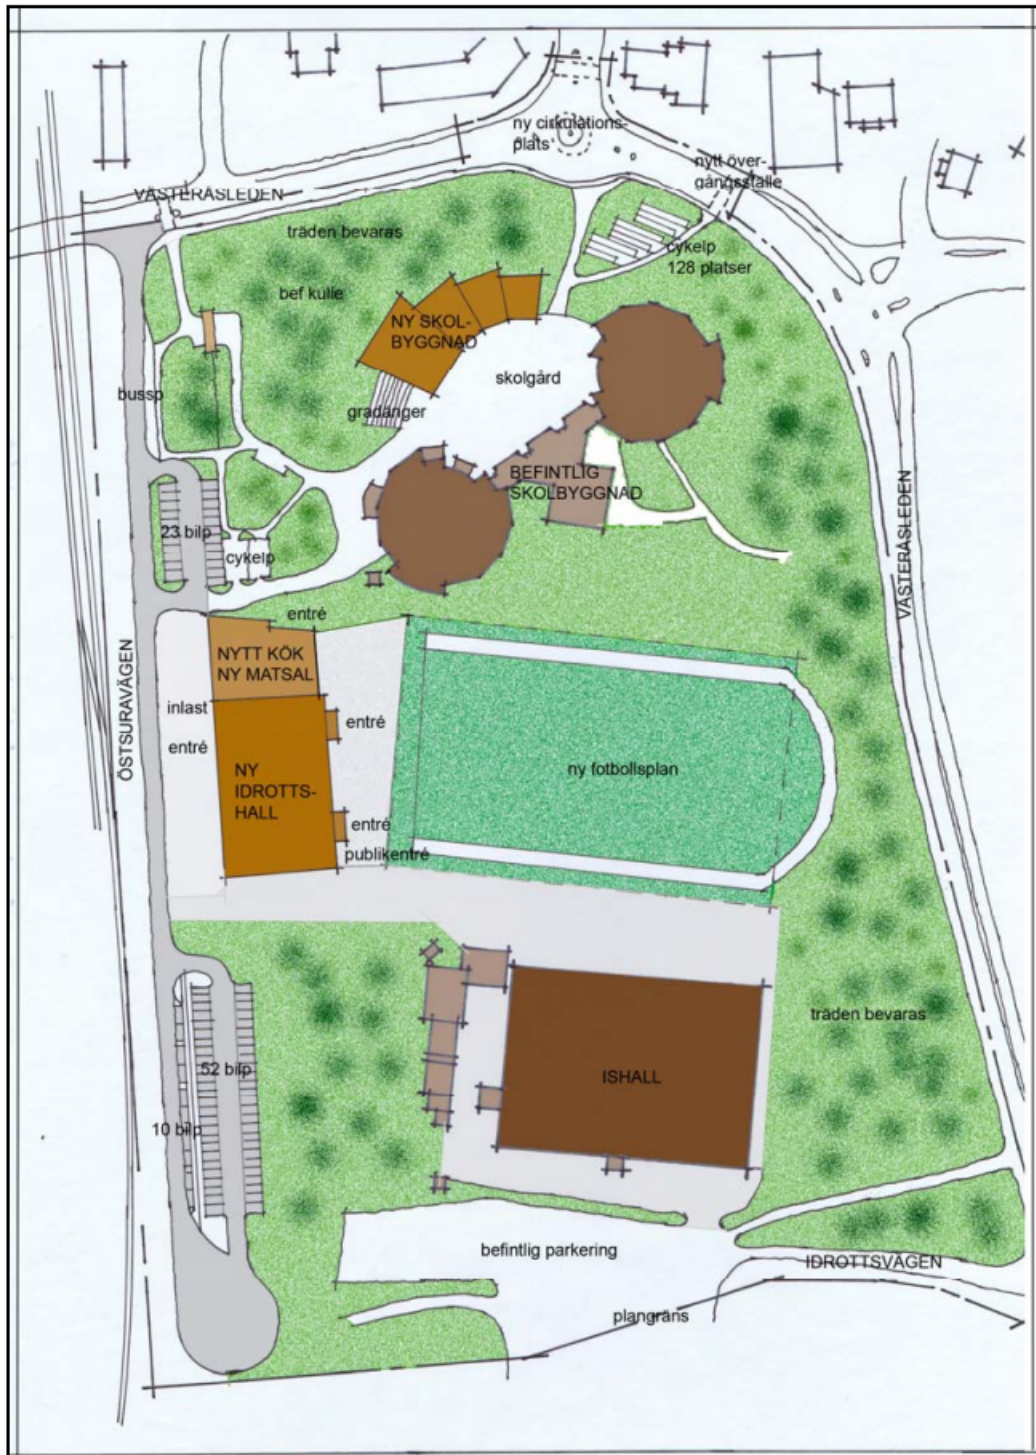 ny cirkulations-
plats
nytt över-
gångsställe
VÄSTERÅSLEDEN
träden bevaras
cykelp
128 platser
bef kulle
NY SKOL-
BYGGNAD
skolgård
bussp
gradänger
BEFINTLIG
SKOLBYGGNAD
23 bilp
cykelp
VÄSTERÅSLEDEN
entré
NYTT KÖK
NY MATSAL
inlast
entré
entré
ÖSTSURAVÄGEN
NY
IDROTTS-
HALL
ny fotbollsplan
entré
publikentré
träden bevaras
52 bilp
ISHALL
10 bilp
befintlig parkering
IDROTTSVÄGEN
plangräns